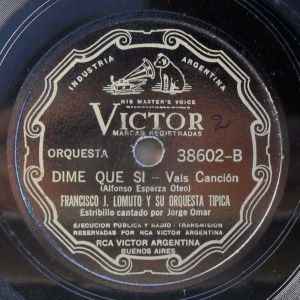 INDUSTRIA ARGENTINA
HIS MASTER'S VOICE
VICTOR
MARCAS REGISTRADAS
2
ORQUESTA 38602-B
DIME QUE SI - Vals Canción
(Alfonso Esparza Oteo)
FRANCISCO J. LOMUTO Y SU ORQUESTA TIPICA
Estribillo cantado por Jorge Omar
EJECUCION PUBLICA Y RADIO-TRANSMISION
RESERVADAS POR RCA VICTOR ARGENTINA
RCA VICTOR ARGENTINA
BUENOS AIRES